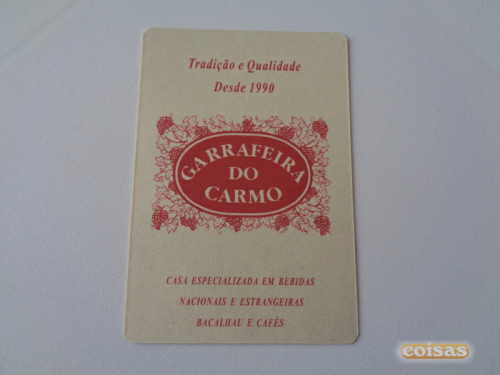 Tradição e Qualidade
Desde 1990
GARRAFEIRA
DO
CARMO
CASA ESPECIALIZADA EM BEBIDAS
NACIONAIS E ESTRANGEIRAS
BACALHAU E CAFÉS
coisas